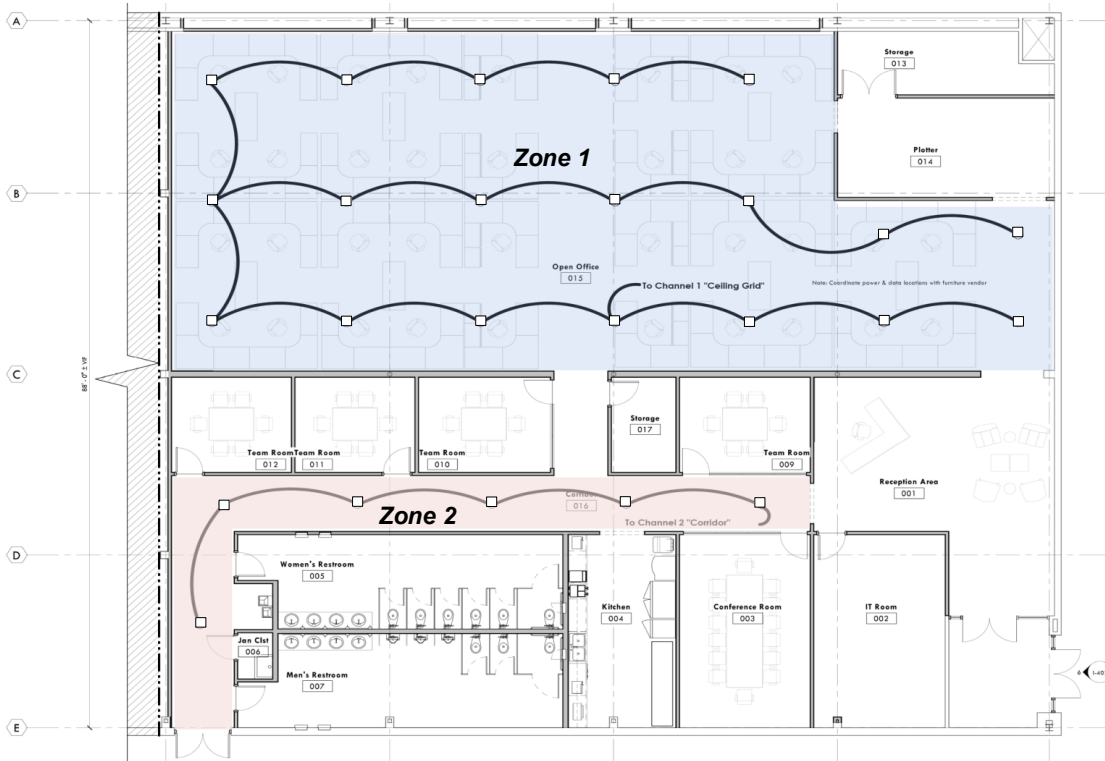 A
Storage
013
Zone 1
Plotter
014
B
Open Office
015
To Channel 1 "Ceiling Grid"
Note: Coordinate power & data locations with furniture vendor
88' - 0" ± VIF
C
Storage
017
Team Room
012
Team Room
011
Team Room
010
Team Room
009
Reception Area
001
Corridor
016
Zone 2
To Channel 2 "Corridor"
D
Women's Restroom
005
Kitchen
004
Conference Room
003
IT Room
002
Jan Clst
006
Men's Restroom
007
6
E